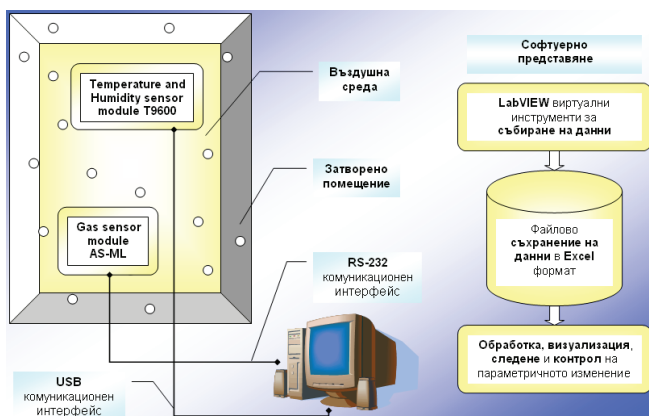 Temperature and
Humidity sensor
module T9600
Gas sensor
module
AS-ML
Въздушна
среда
Затворено
помещение
RS-232
комуникационен
интерфейс
USB
комуникационен
интерфейс
Софтуерно
представяне
LabVIEW виртуални
инструменти за
събиране на данни
Файлово
съхранение на
данни в Excel
формат
Обработка, визуализация,
следене и контрол на
параметричното изменение